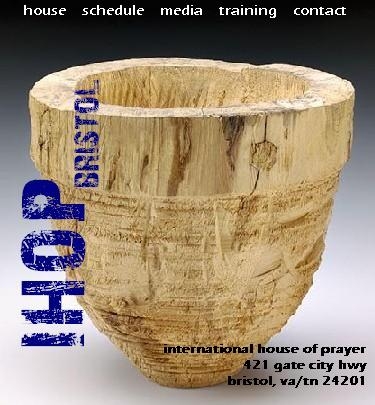 house schedule media training contact
IHOP BRISTOL
international house of prayer
421 gate city hwy
bristol, va/tn 24201